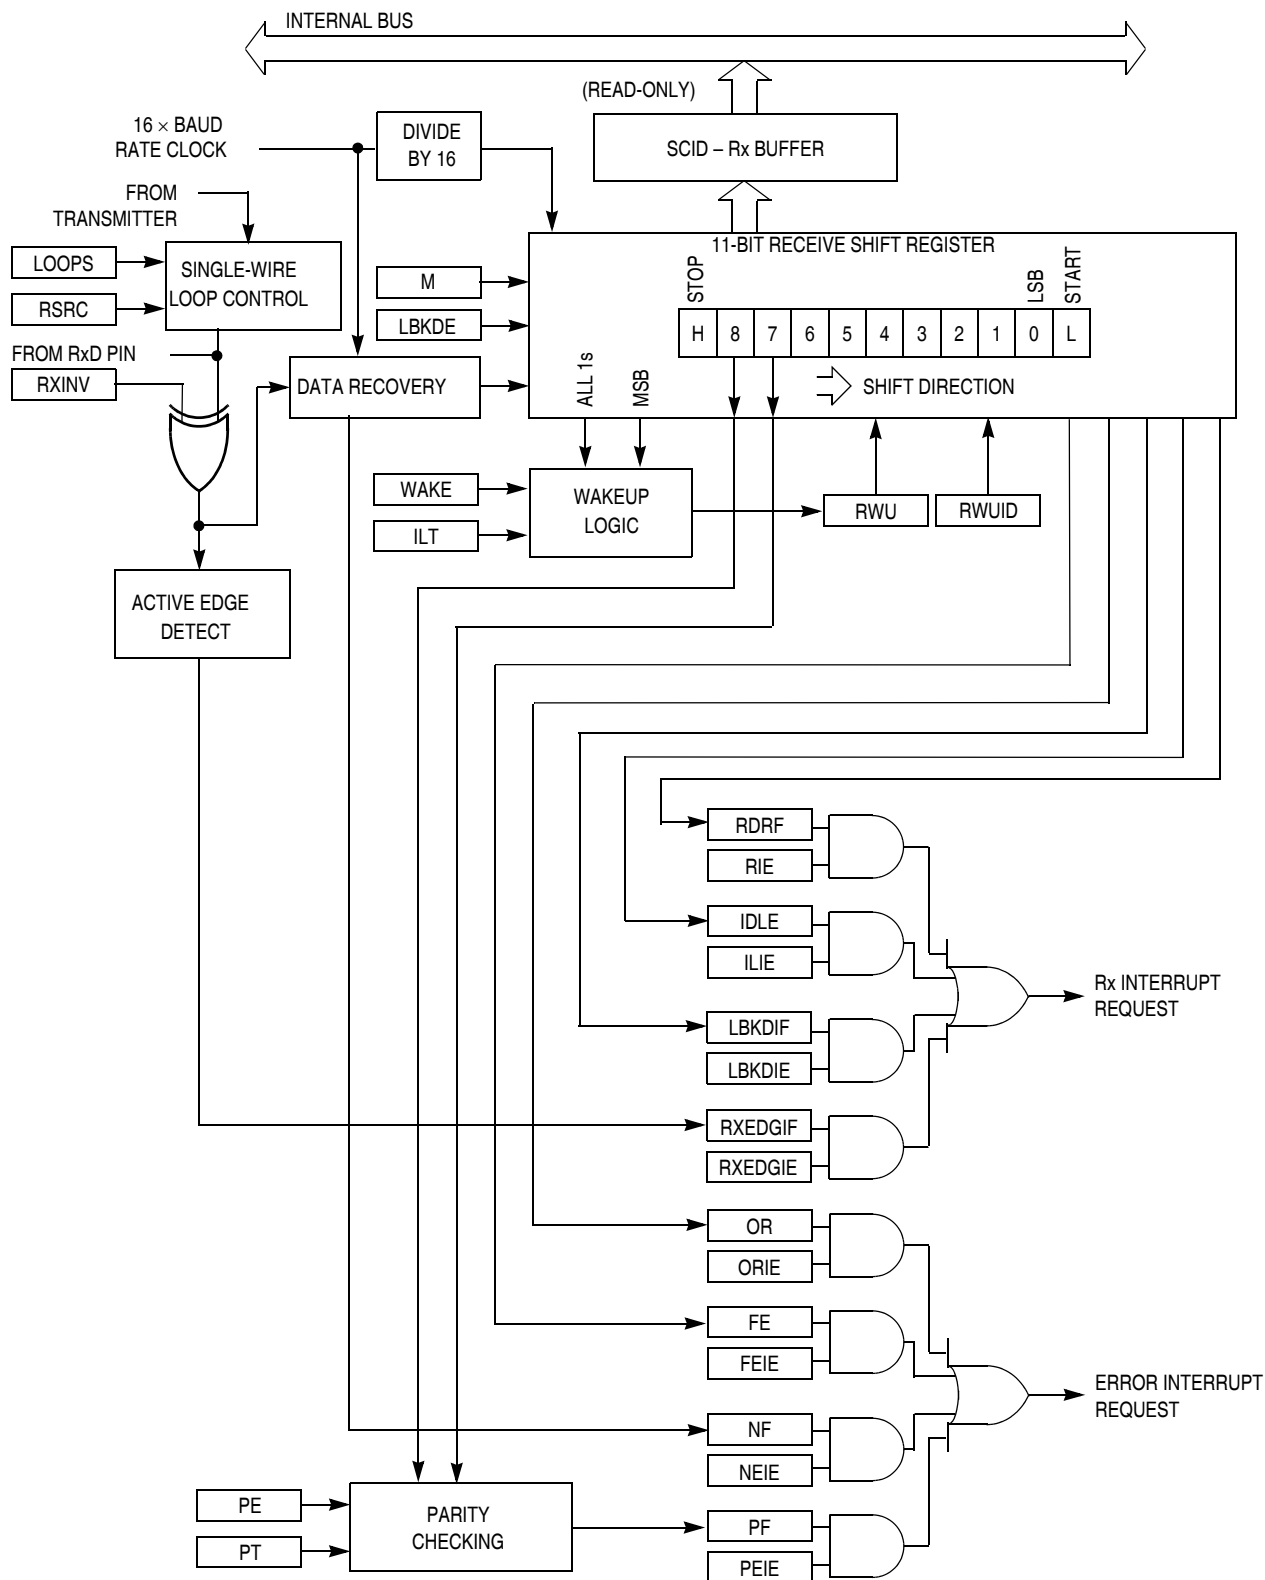 INTERNAL BUS
(READ-ONLY)
16 × BAUD
RATE CLOCK
DIVIDE
BY 16
SCID – Rx BUFFER
FROM
TRANSMITTER
LOOPS
RSRC
SINGLE-WIRE
LOOP CONTROL
M
LBKDE
11-BIT RECEIVE SHIFT REGISTER
STOP
LSB
START
H 8 7 6 5 4 3 2 1 0 L
FROM RxD PIN
RXINV
DATA RECOVERY
ALL 1s
MSB
SHIFT DIRECTION
WAKE
ILT
WAKEUP
LOGIC
RWU
RWUID
ACTIVE EDGE
DETECT
RDRF
RIE
IDLE
ILIE
LBKDIF
LBKDIE
RXEDGIF
RXEDGIE
Rx INTERRUPT
REQUEST
OR
ORIE
FE
FEIE
NF
NEIE
PF
PEIE
ERROR INTERRUPT
REQUEST
PE
PT
PARITY
CHECKING